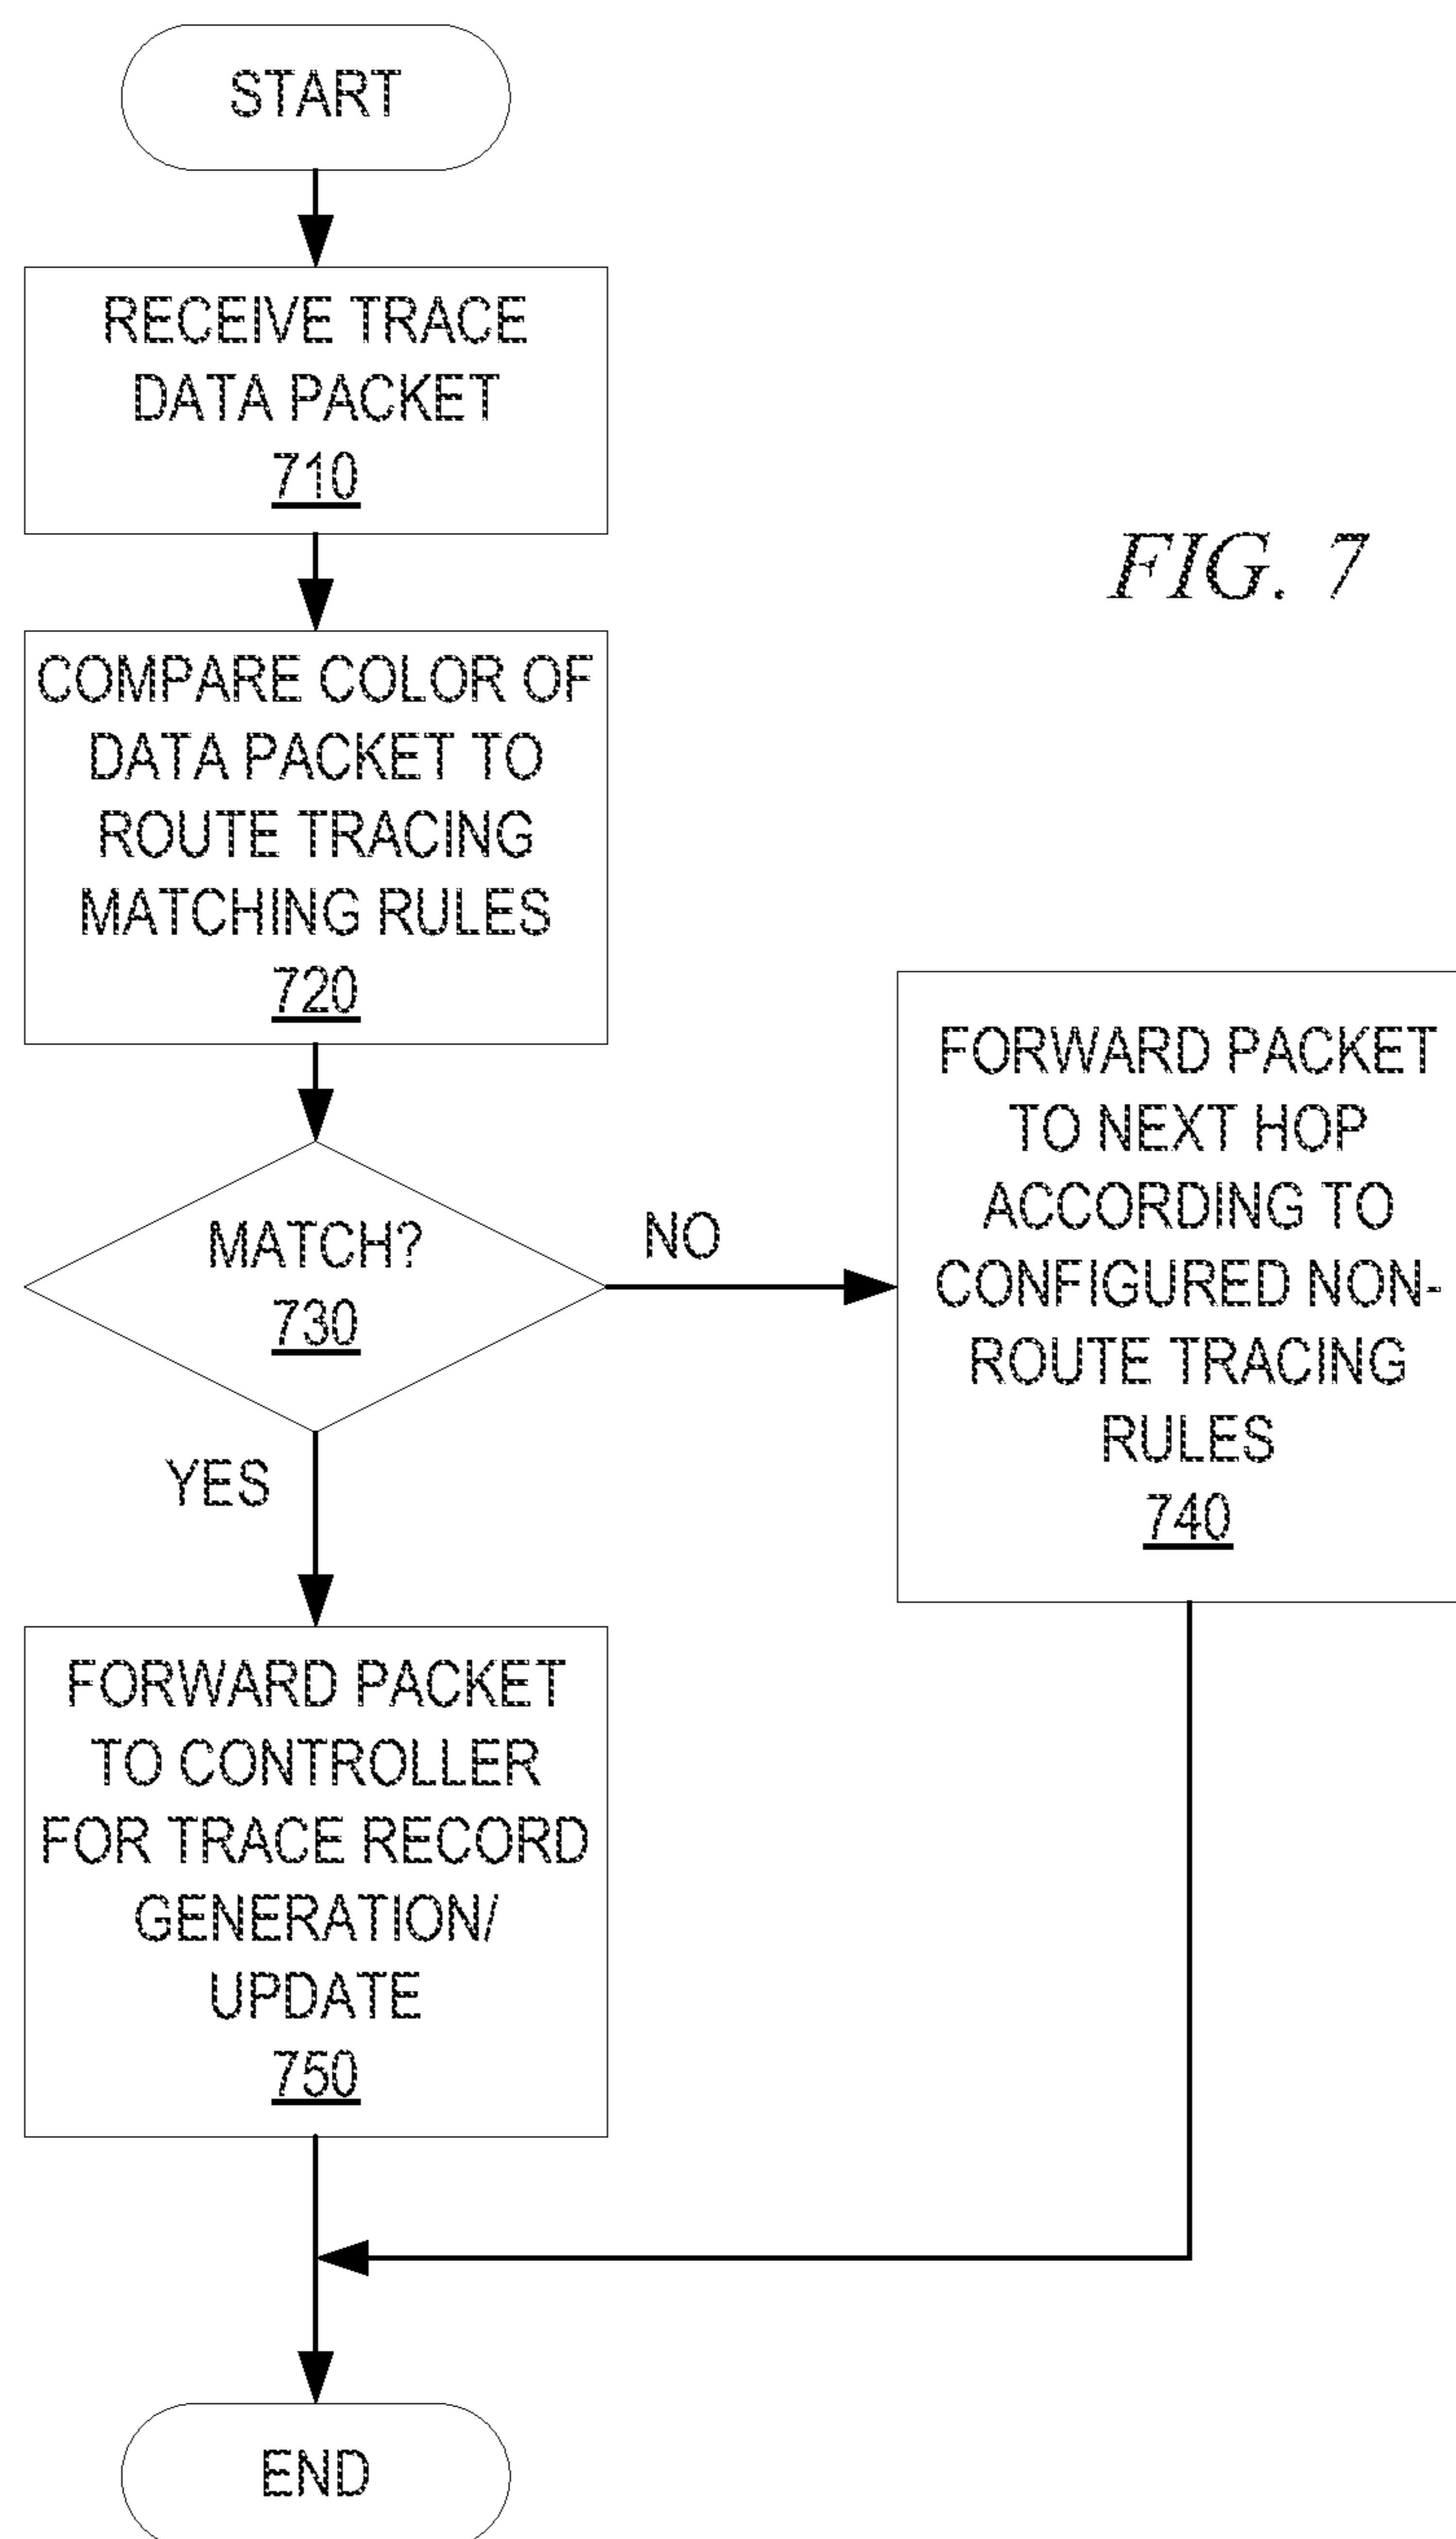 START
RECEIVE TRACE
DATA PACKET
710
FIG. 7
COMPARE COLOR OF
DATA PACKET TO
ROUTE TRACING
MATCHING RULES
720
MATCH?
730
NO
FORWARD PACKET
TO NEXT HOP
ACCORDING TO
CONFIGURED NON-
ROUTE TRACING
RULES
740
YES
FORWARD PACKET
TO CONTROLLER
FOR TRACE RECORD
GENERATION/
UPDATE
750
END